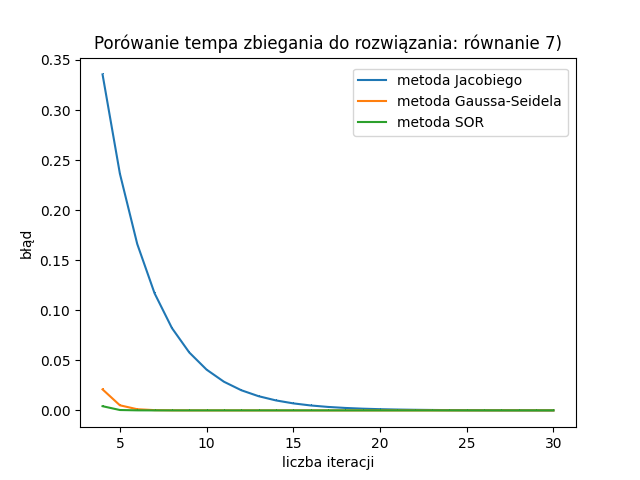 Porówanie tempa zbiegania do rozwiązania: równanie 7)
metoda Jacobiego
metoda Gaussa-Seidela
metoda SOR
błąd
0.35
0.30
0.25
0.20
0.15
0.10
0.05
0.00
5 10 15 20 25 30
liczba iteracji